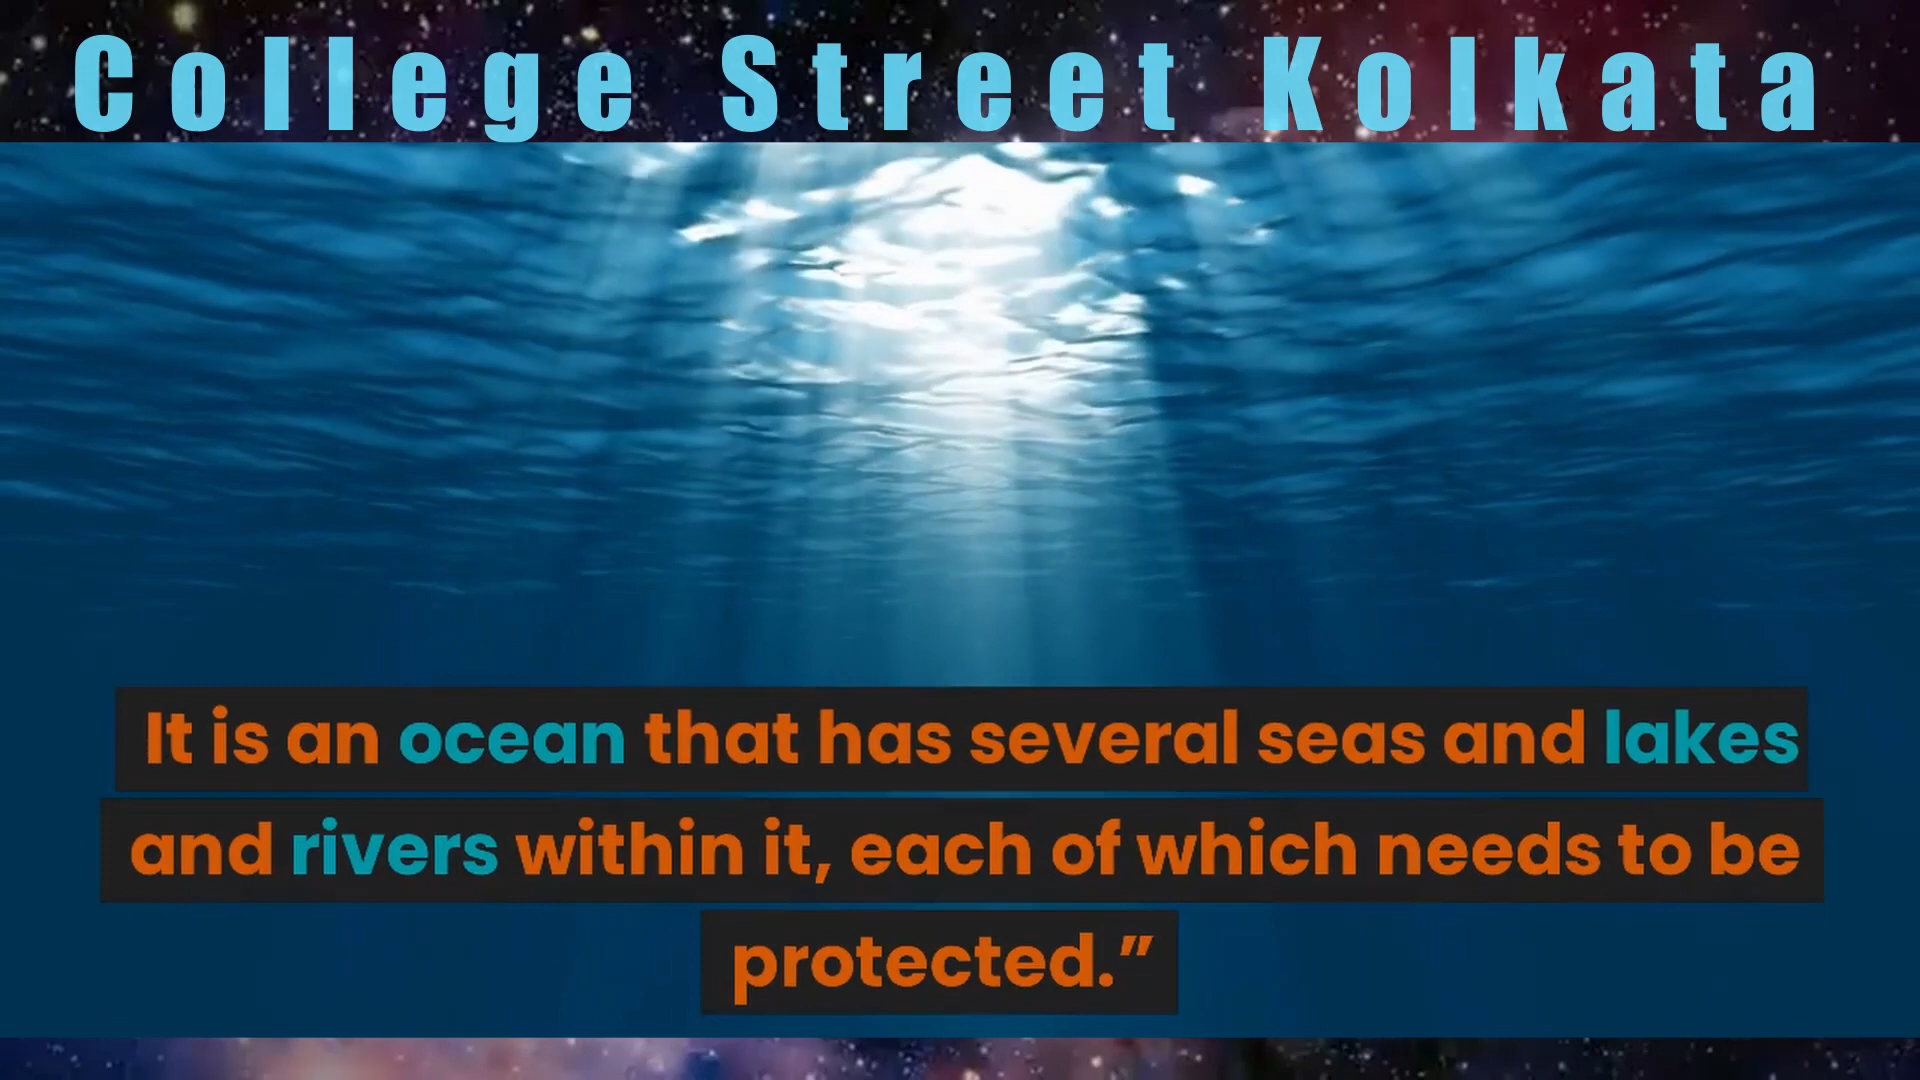 College Street Kolkata
It is an ocean that has several seas and lakes
and rivers within it, each of which needs to be
protected.”